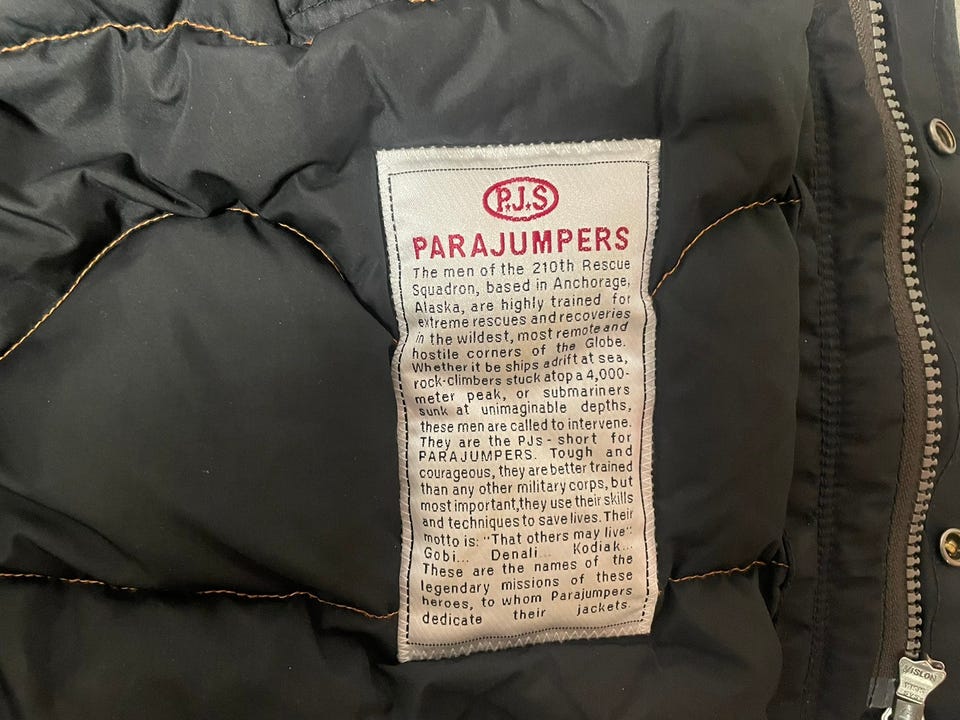 P.J.S
PARAJUMPERS
The men of the 210th Rescue
Squadron, based in Anchorage,
Alaska, are highly trained for
extreme rescues and recoveries
in the wildest, most remote and
hostile corners of the Globe.
Whether it be ships adrift at sea,
rock-climbers stuck atop a 4,000-
meter peak, or submariners
sunk at unimaginable depths,
these men are called to intervene.
They are the PJs - short for
PARAJUMPERS. Tough and
courageous, they are better trained
than any other military corps, but
most important,they use their skills
and techniques to save lives. Their
motto is: "That others may live":
Gobi... Denali... Kodiak...
These are the names of the
legendary missions of these
heroes, to whom Parajumpers
dedicate their jackets.
VISLON